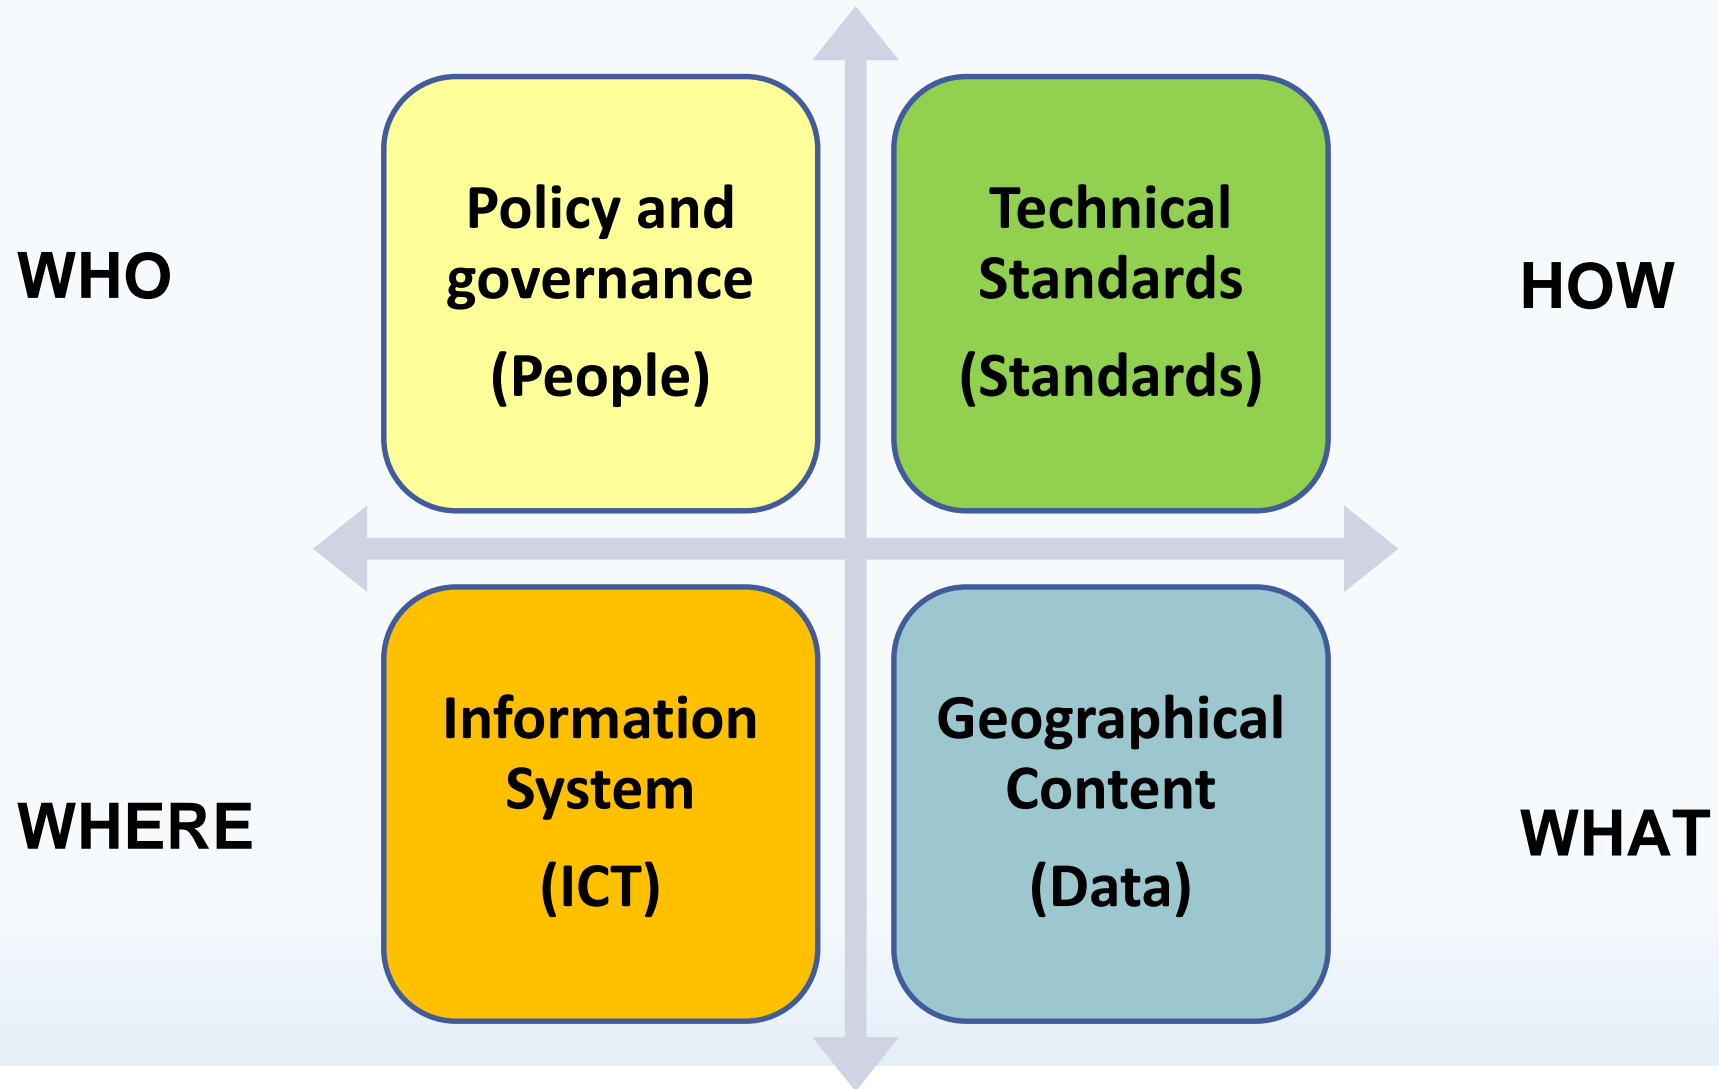 WHO
Policy and
governance
(People)
Technical
Standards
(Standards)
HOW
WHERE
Information
System
(ICT)
Geographical
Content
(Data)
WHAT